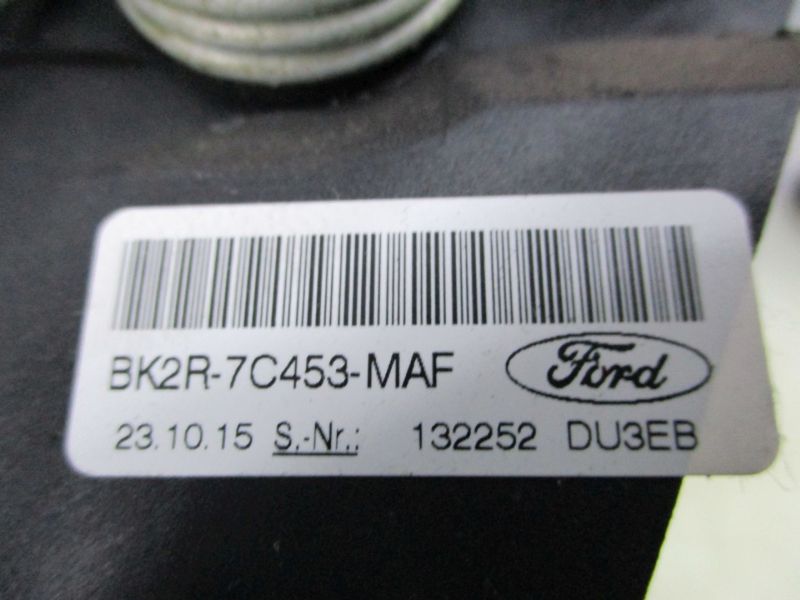 BK2R-7C453-MAF Ford
23.10.15 S.-Nr.: 132252 DU3EB